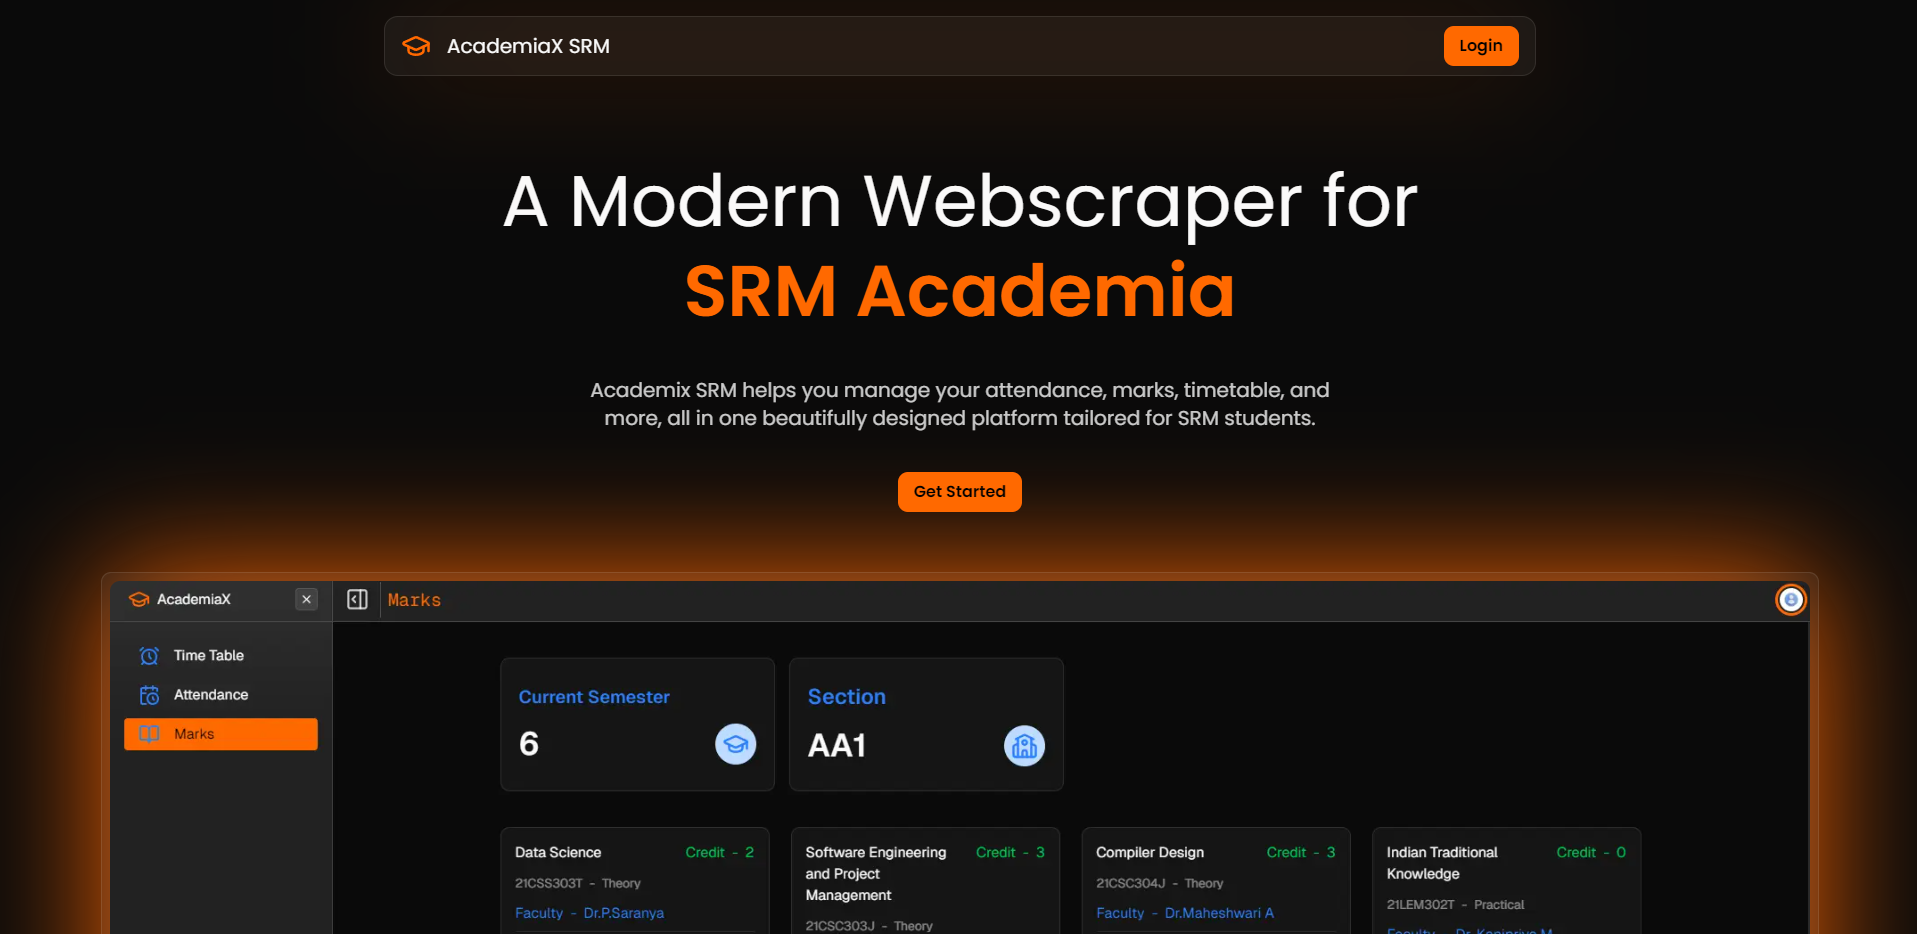 AcademiaX SRM
Login
A Modern Webscraper for
SRM Academia
Academix SRM helps you manage your attendance, marks, timetable, and
more, all in one beautifully designed platform tailored for SRM students.
Get Started
AcademiaX
Marks
Time Table
Attendance
Marks
Current Semester
6
Section
AA1
Data Science
Credit - 2
21CSS303T - Theory
Faculty - Dr.P.Saranya
Software Engineering
and Project
Management
Credit - 3
21CSC303J - Theory
Compiler Design
Credit - 3
21CSC304J - Theory
Faculty - Dr.Maheshwari A
Indian Traditional
Knowledge
Credit - 0
21LEM302T - Practical